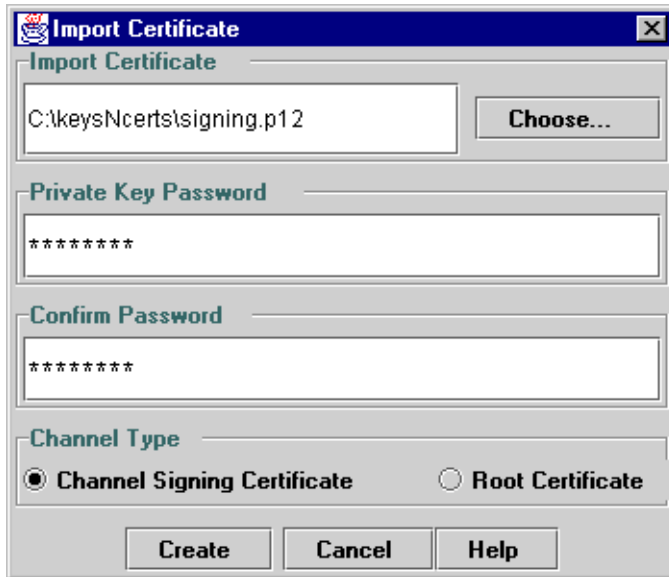 Import Certificate
Import Certificate
C:\keysNcerts\signing.p12
Choose...
Private Key Password
********
Confirm Password
********
Channel Type
Channel Signing Certificate Root Certificate
Create Cancel Help